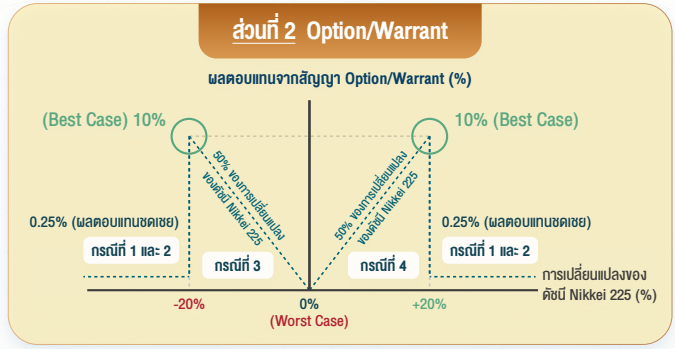 ส่วนที่ 2 Option/Warrant
ผลตอบแทนจากสัญญา Option/Warrant (%)
(Best Case) 10%
10% (Best Case)
50% ของการเปลี่ยนแปลง
ของดัชนี Nikkei 225
50% ของการเปลี่ยนแปลง
ของดัชนี Nikkei 225
0.25% (ผลตอบแทนชดเชย)
0.25% (ผลตอบแทนชดเชย)
กรณีที่ 1 และ 2
กรณีที่ 3
กรณีที่ 4
กรณีที่ 1 และ 2
การเปลี่ยนแปลงของ
ดัชนี Nikkei 225 (%)
-20%
0%
+20%
(Worst Case)